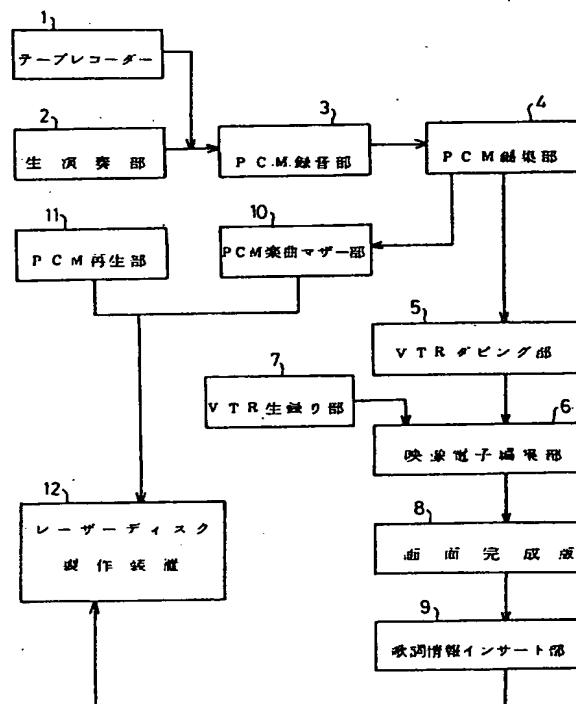 1
テープレコーダー
2
生演奏部
3
PCM録音部
4
PCM編集部
11
PCM再生部
10
PCM楽曲マザー部
5
VTRダビング部
7
VTR生録り部
6
映像電子編集部
12
レーザーディスク
製作装置
8
画面完成版
9
歌詞情報インサート部